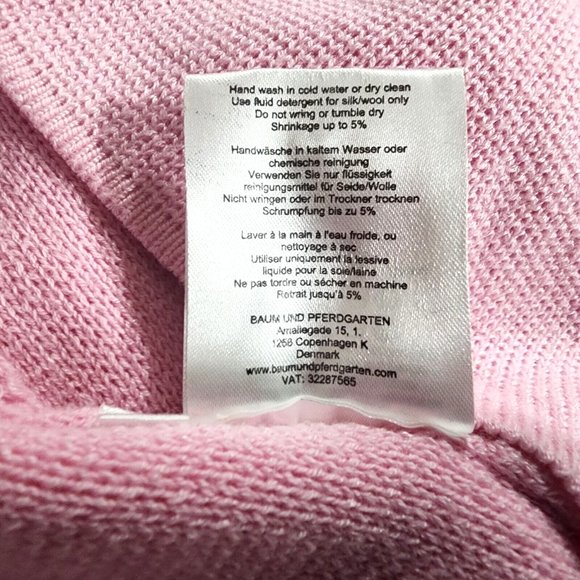 Hand wash in cold water or dry clean
Use fluid detergent for silk/wool only
Do not wring or tumble dry
Shrinkage up to 5%
Handwäsche in kaltem Wasser oder
chemische reinigung
Verwenden Sie nur flüssigkeit
reinigungsmittel für Seide/Wolle
Nicht wringen oder im Trockner trocknen
Schrumpfung bis zu 5%
Laver à la main à l'eau froide, ou
nettoyage à sec
Utiliser uniquement la lessive
liquide pour la soie/laine
Ne pas tordre ou sécher en machine
Retrait jusqu'à 5%
BAUM UND PFERDGARTEN
Amaliegade 15, 1.
1256 Copenhagen K
Denmark
www.baumundpferdgarten.com
VAT: 32287565